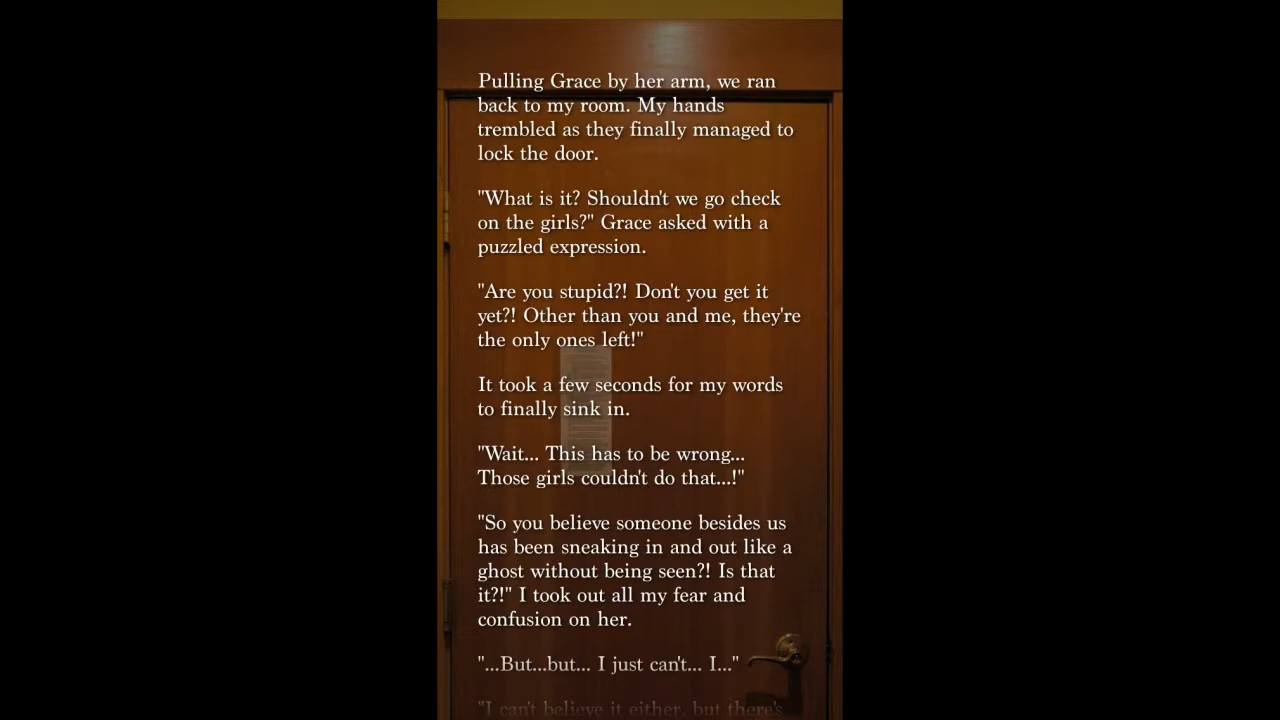 Pulling Grace by her arm, we ran
back to my room. My hands
trembled as they finally managed to
lock the door.
"What is it? Shouldn't we go check
on the girls?" Grace asked with a
puzzled expression.
"Are you stupid?! Don't you get it
yet?! Other than you and me, they're
the only ones left!"
It took a few seconds for my words
to finally sink in.
"Wait... This has to be wrong...
Those girls couldn't do that...!"
"So you believe someone besides us
has been sneaking in and out like a
ghost without being seen?! Is that
it?!" I took out all my fear and
confusion on her.
"...But...but... I just can't... I..."
"I can't believe it either, but there's